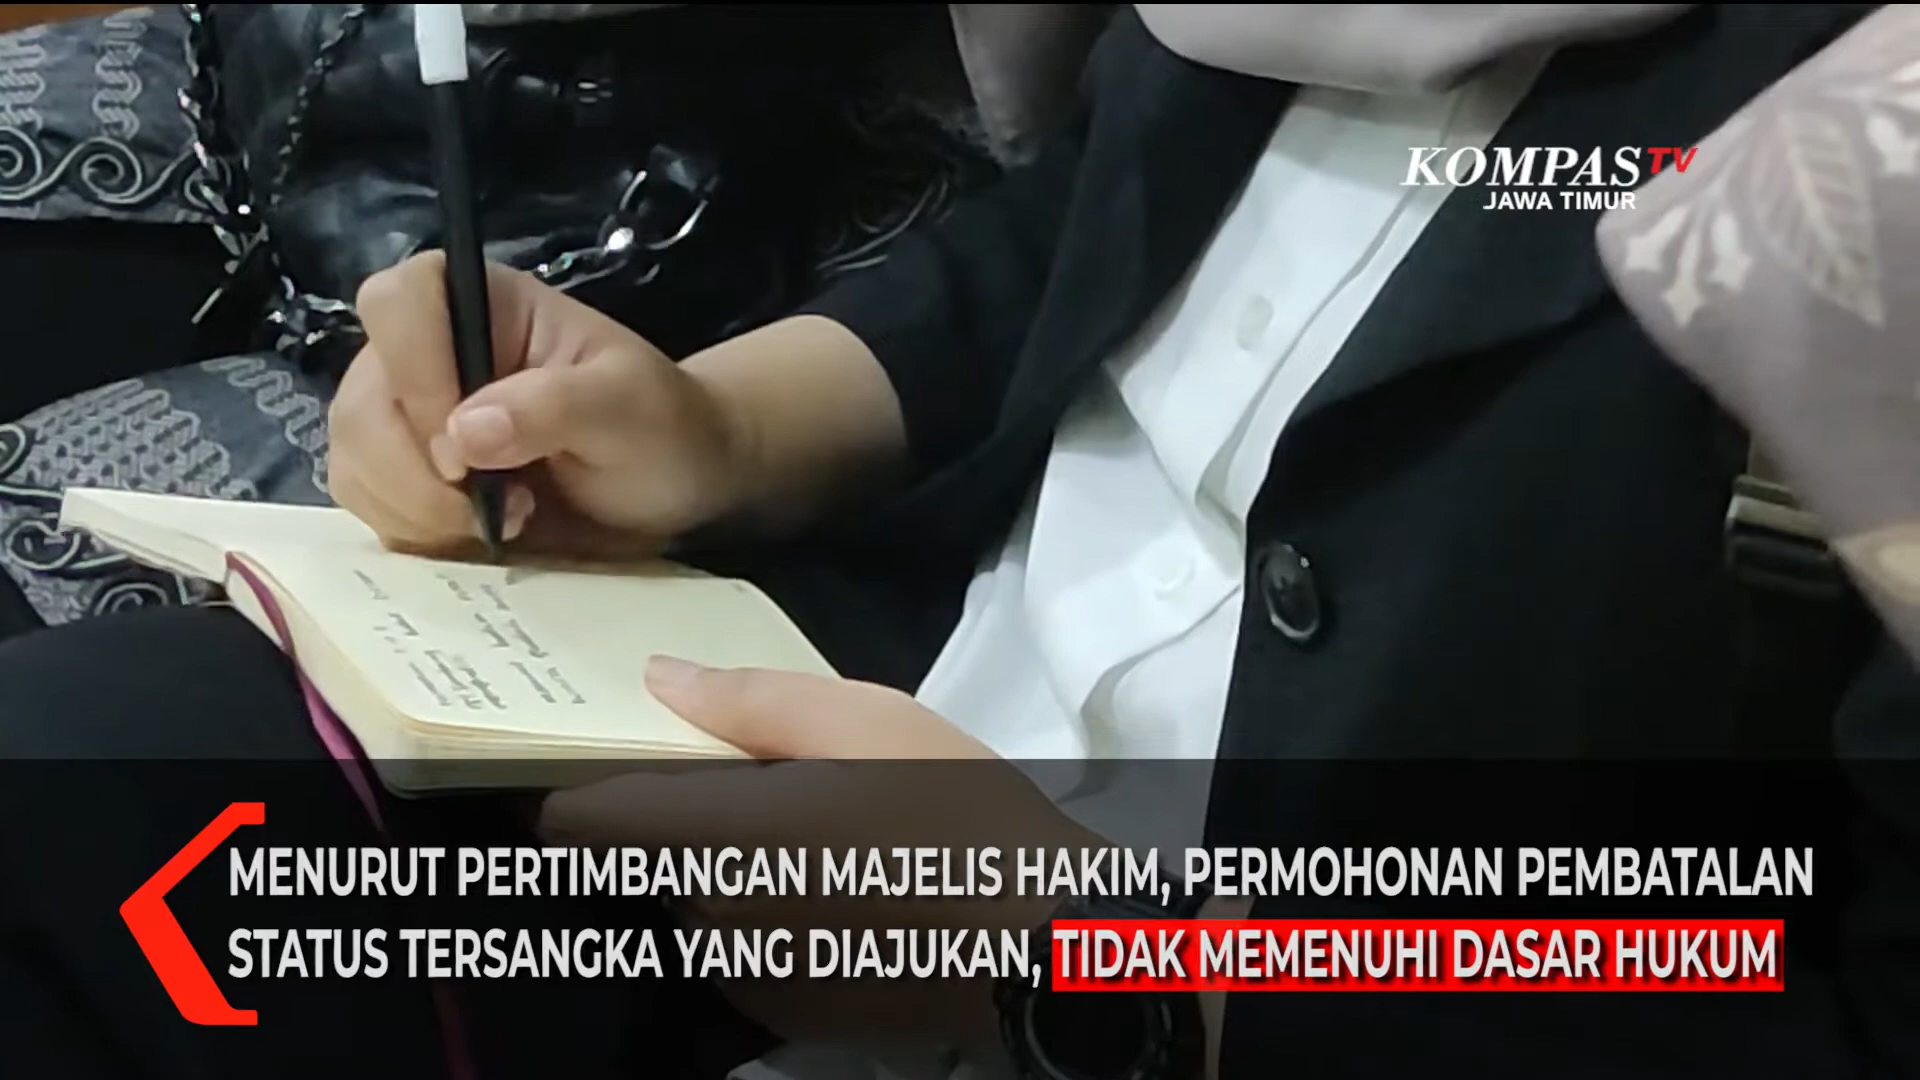 KOMPAS TV
JAWA TIMUR
MENURUT PERTIMBANGAN MAJELIS HAKIM, PERMOHONAN PEMBATALAN
STATUS TERSANGKA YANG DIAJUKAN, TIDAK MEMENUHI DASAR HUKUM